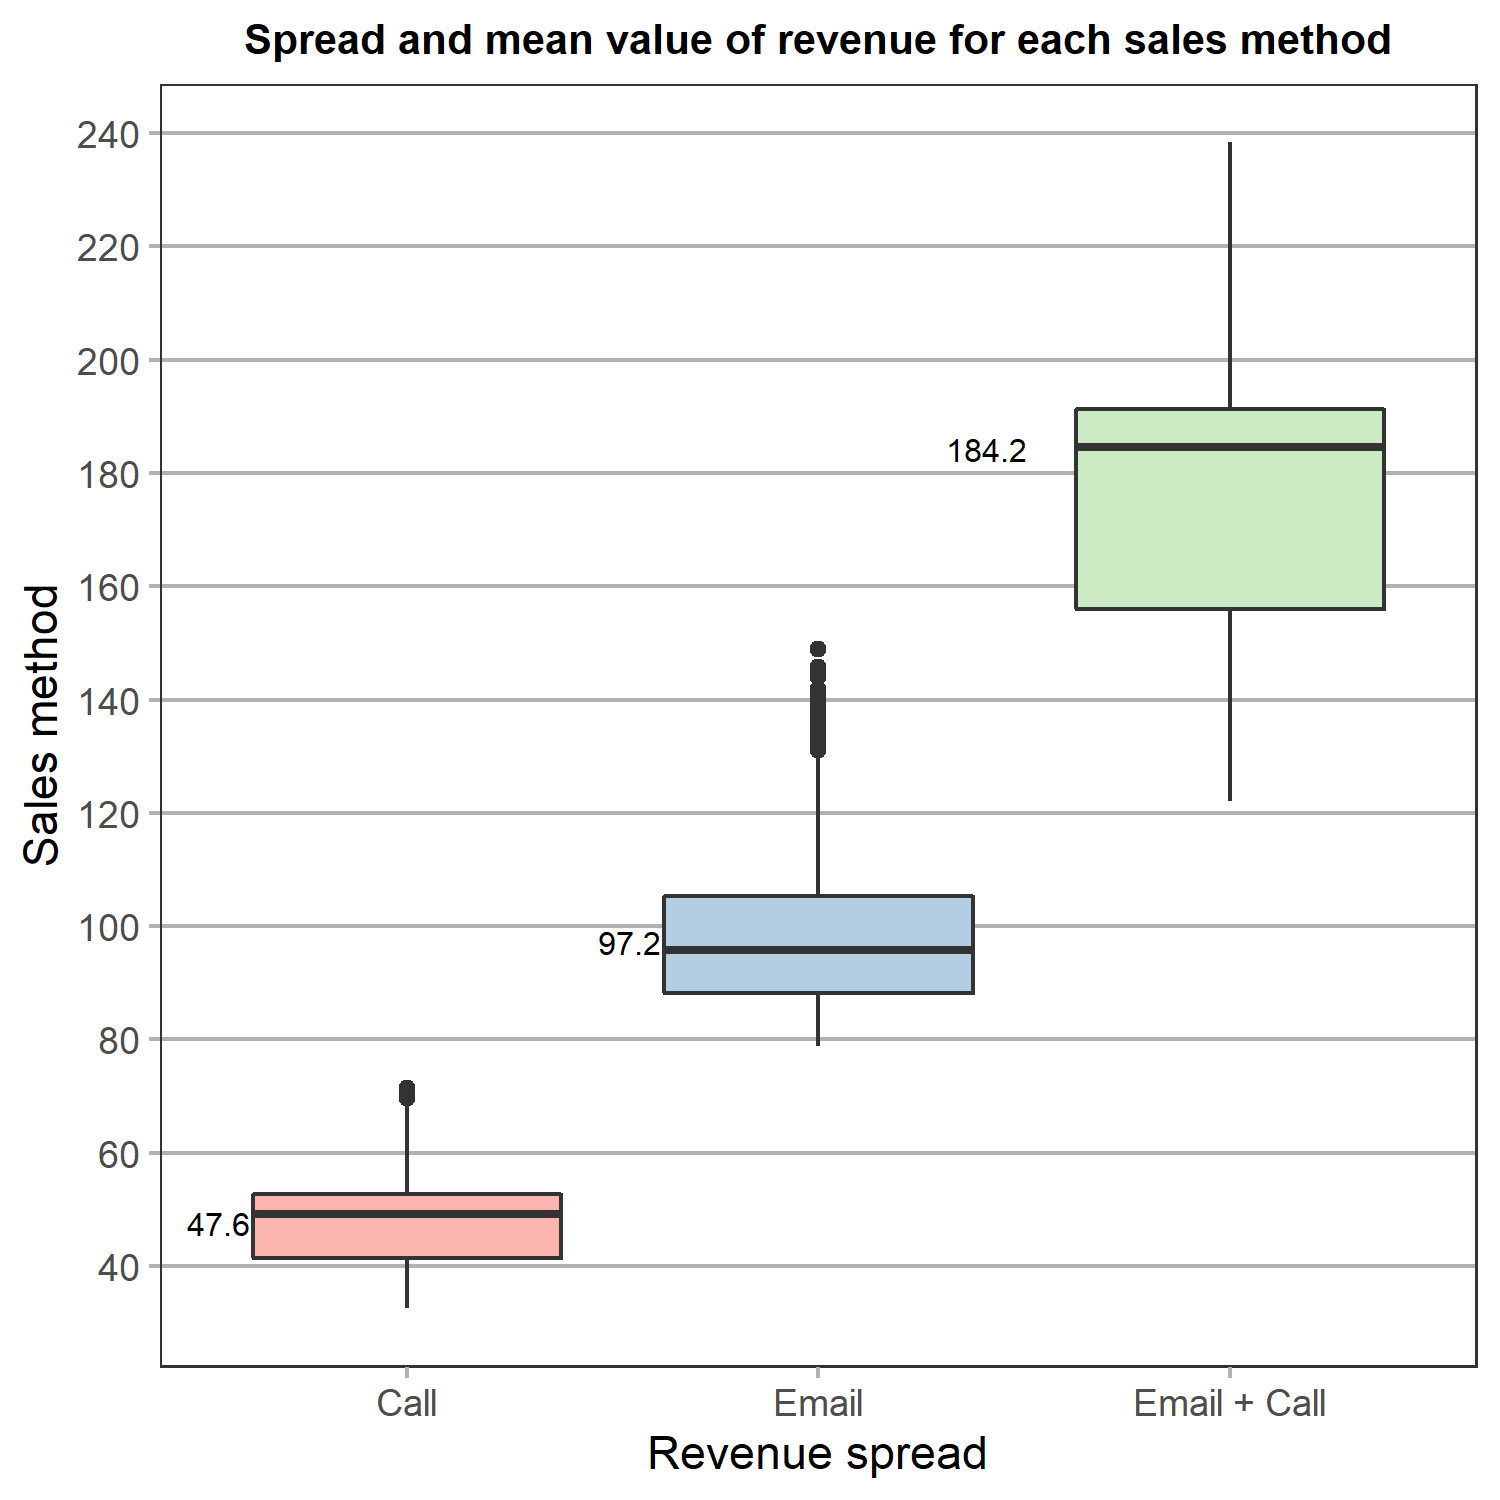 Spread and mean value of revenue for each sales method
Sales method
240
220
200
180
160
140
120
100
80
60
40
184.2
97.2
47.6
Call
Email
Email + Call
Revenue spread